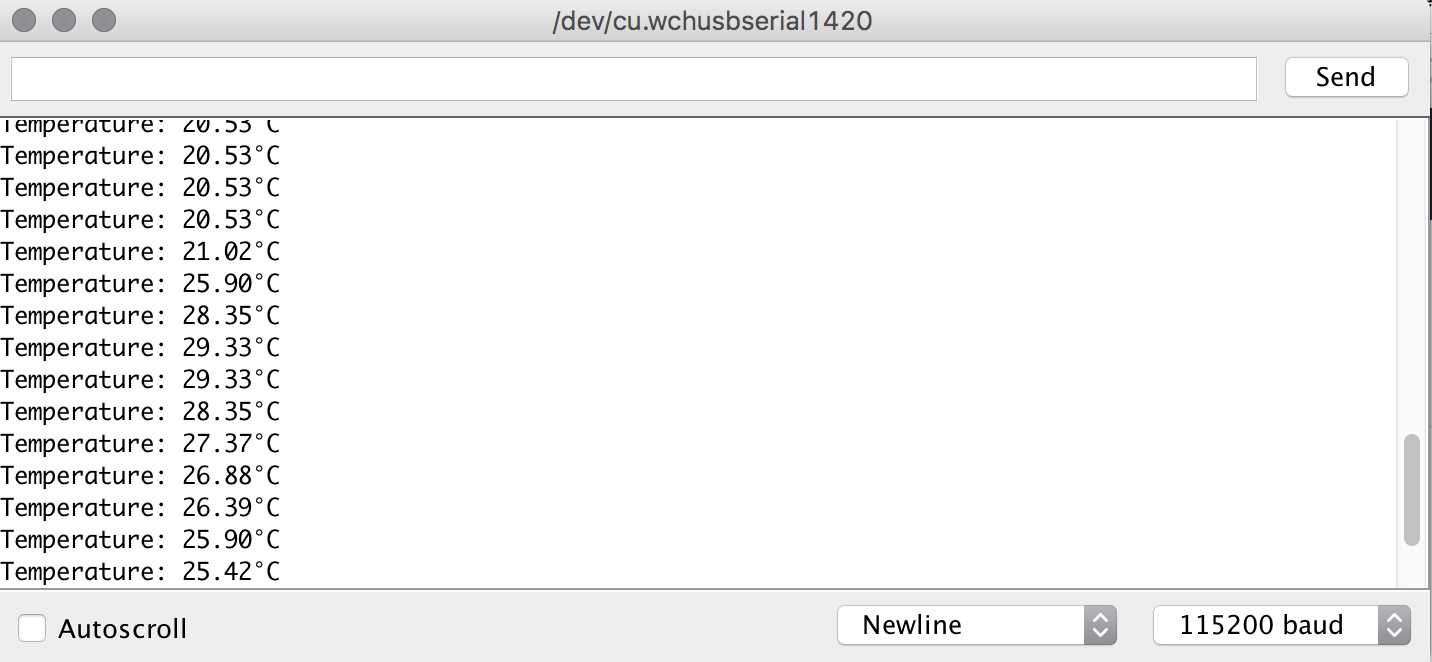 /dev/cu.wchusbserial1420
Send
Temperature: 20.53°C
Temperature: 20.53°C
Temperature: 20.53°C
Temperature: 20.53°C
Temperature: 21.02°C
Temperature: 25.90°C
Temperature: 28.35°C
Temperature: 29.33°C
Temperature: 29.33°C
Temperature: 28.35°C
Temperature: 27.37°C
Temperature: 26.88°C
Temperature: 26.39°C
Temperature: 25.90°C
Temperature: 25.42°C
Autoscroll
Newline
115200 baud